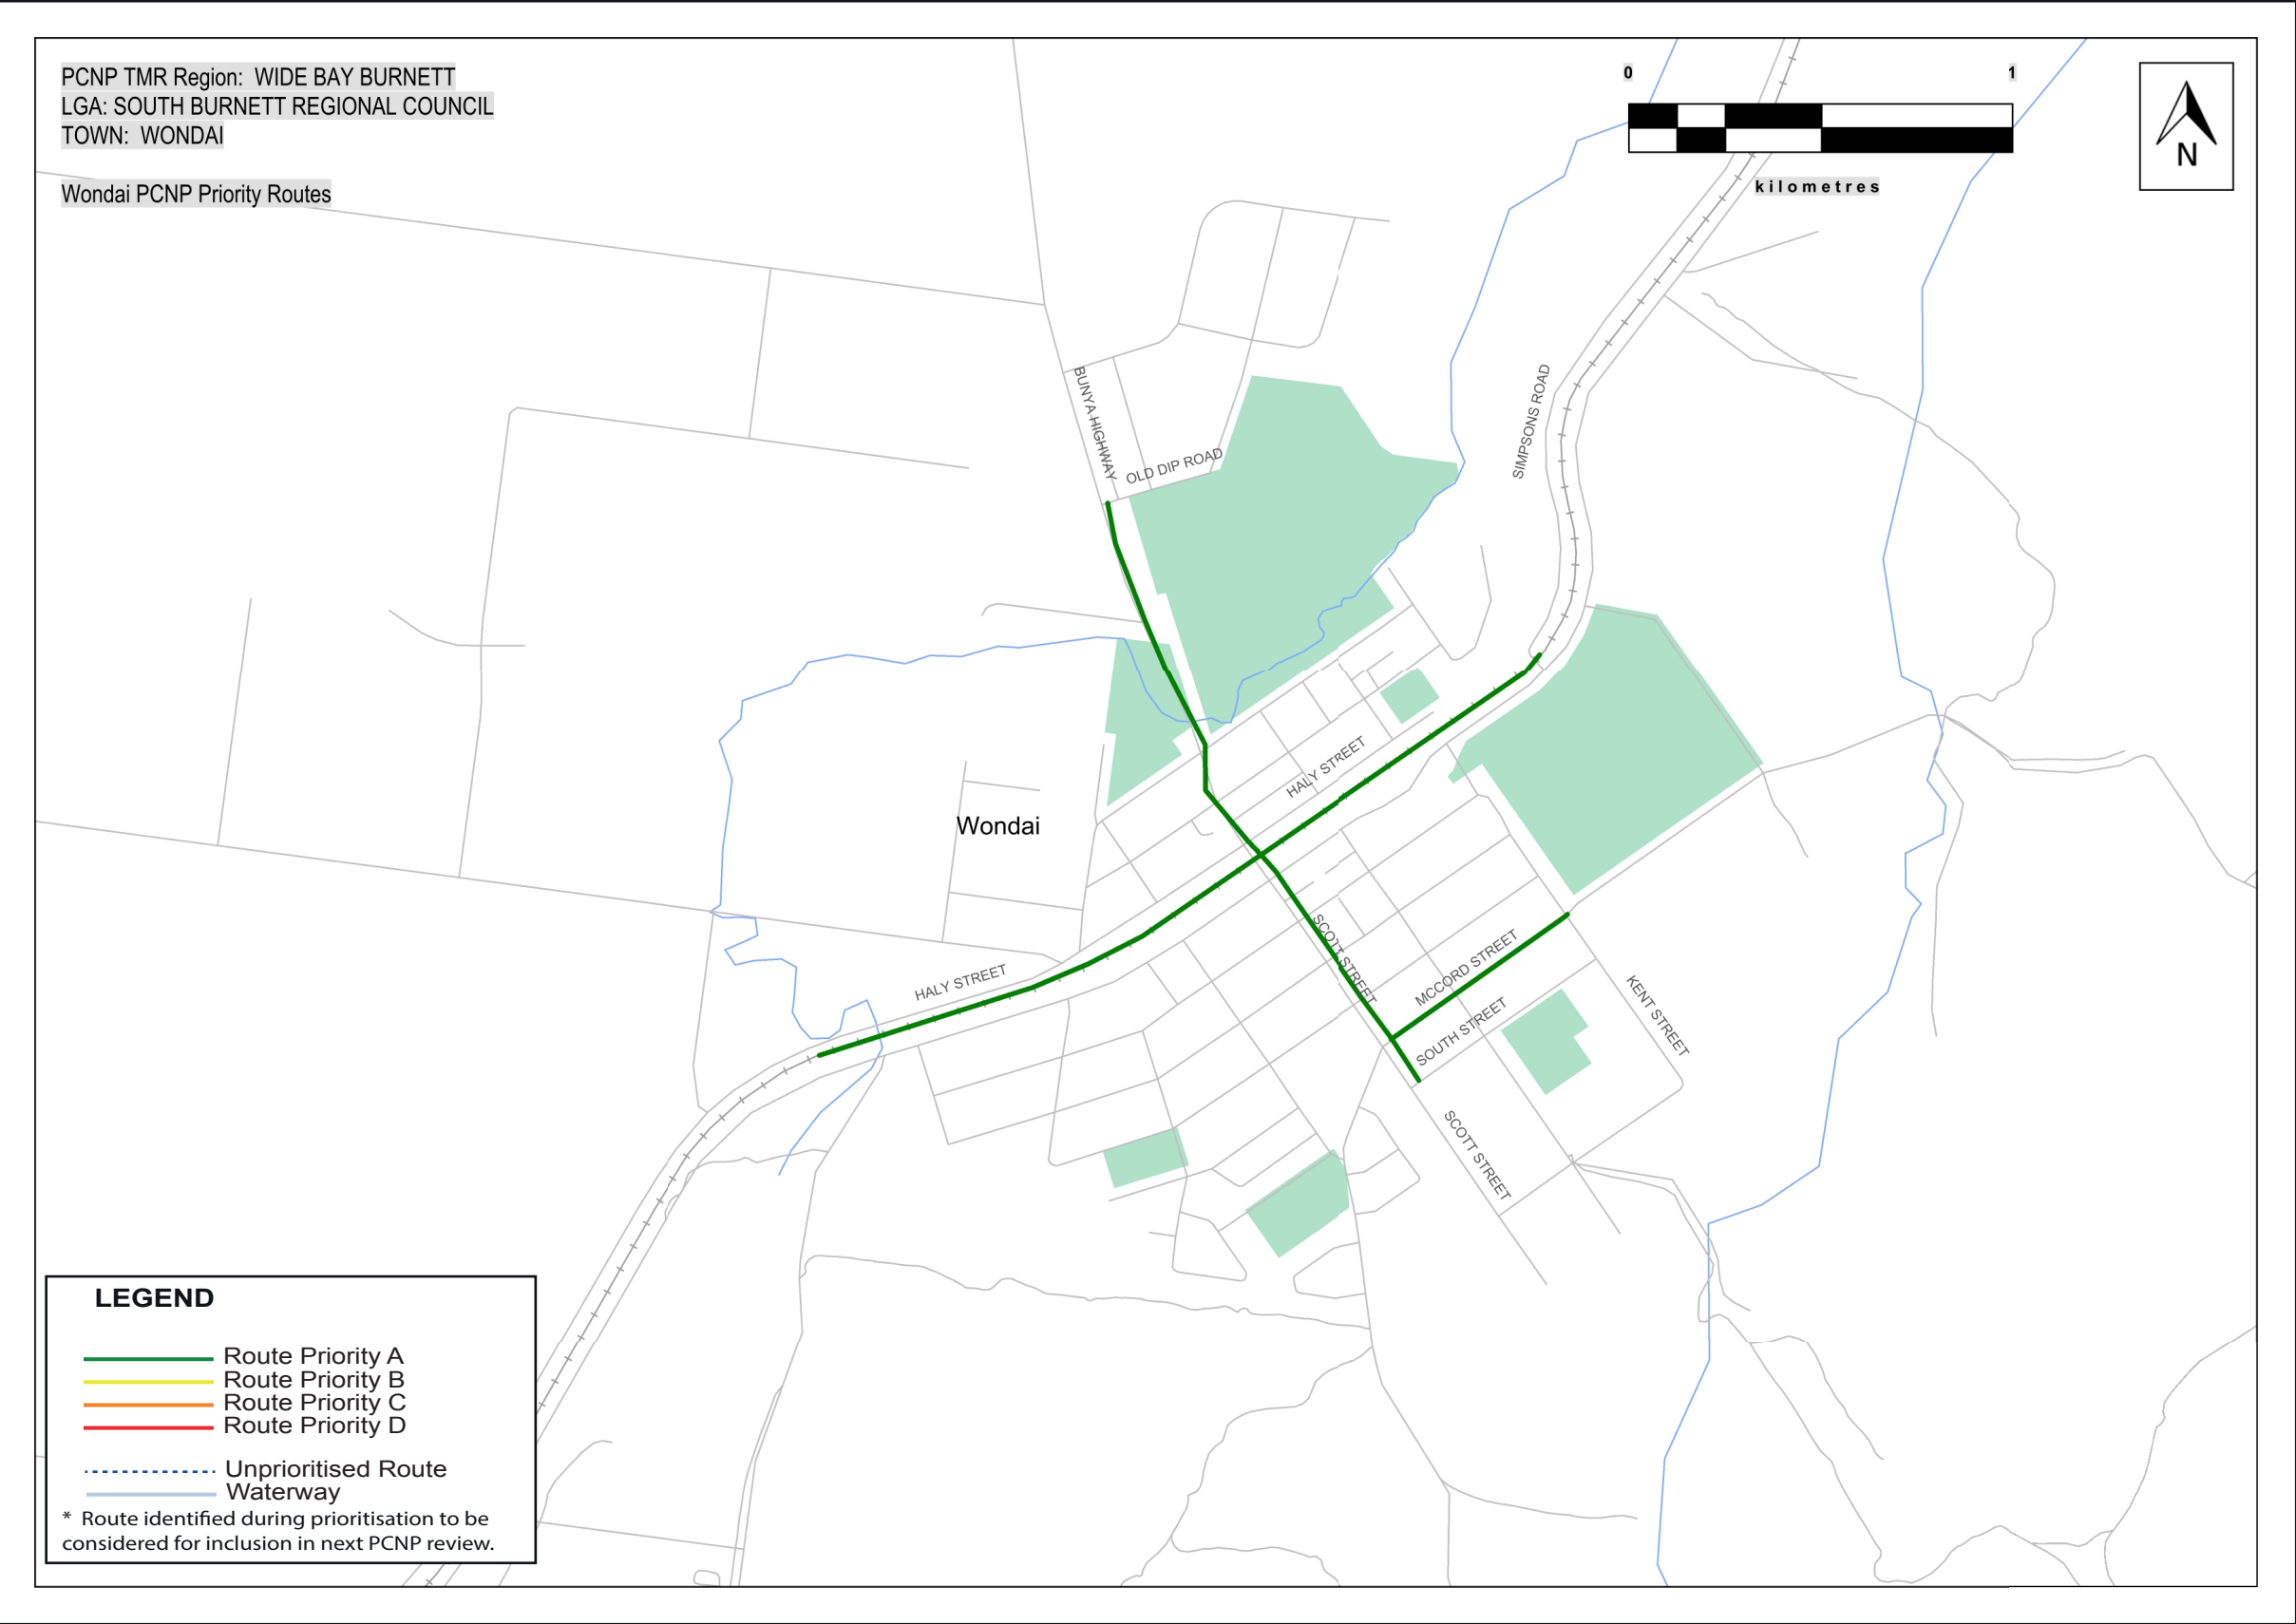 PCNP TMR Region:  WIDE BAY BURNETT
LGA: SOUTH BURNETT REGIONAL COUNCIL
TOWN:  WONDAI
Wondai PCNP Priority Routes
0
1
kilometres
N
BUNYA HIGHWAY
OLD DIP ROAD
SIMPSONS ROAD
HALY STREET
Wondai
SCOTT STREET
MCCORD STREET
HALY STREET
SOUTH STREET
KENT STREET
SCOTT STREET
LEGEND
Route Priority A
Route Priority B
Route Priority C
Route Priority D
Unprioritised Route
Waterway
*  Route identified during prioritisation to be
considered for inclusion in next PCNP review.